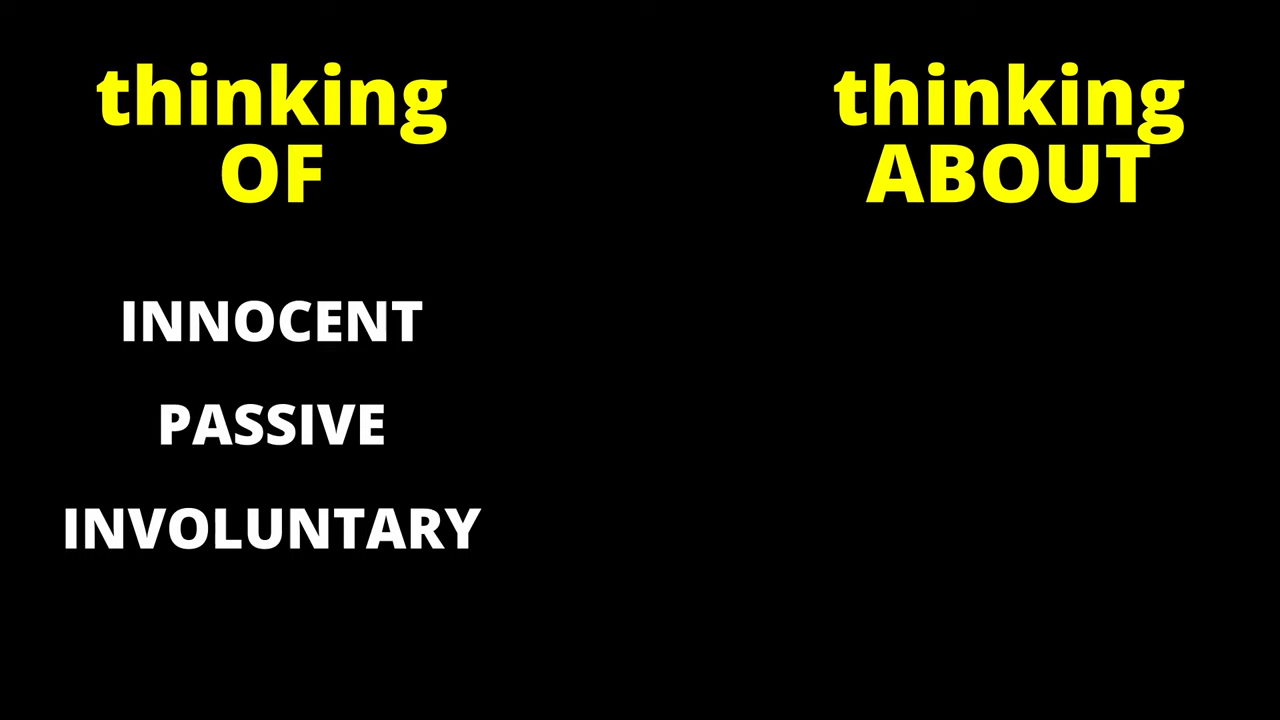 thinking
OF
INNOCENT
PASSIVE
INVOLUNTARY
thinking
ABOUT